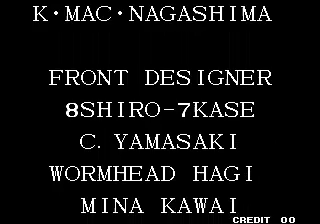 K·MAC·NAGASHIMA
FRONT DESIGNER
8SHIRO-7KASE
C. YAMASAKI
WORMHEAD HAGI
MINA KAWAI
CREDIT 00